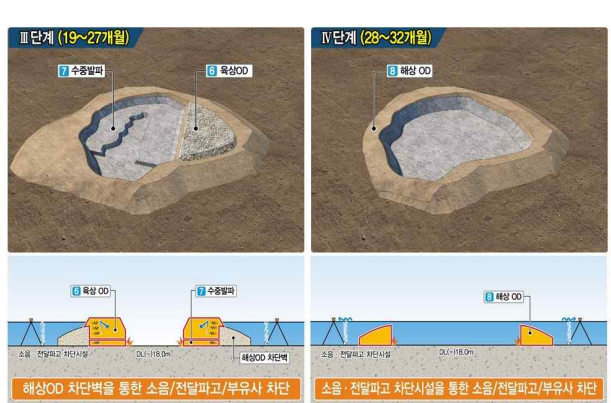 Ⅲ단계 (19~27개월)
7 수중발파
6 육상OD
6 육상 OD
7 수중발파
소음 · 전달파고 차단시설
DL(-)18.0m
해상OD 차단벽
해상OD 차단벽을 통한 소음/전달파고/부유사 차단
Ⅳ단계 (28~32개월)
8 해상 OD
8 해상 OD
소음 · 전달파고 차단시설
DL(-)18.0m
소음 · 전달파고 차단시설을 통한 소음/전달파고/부유사 차단